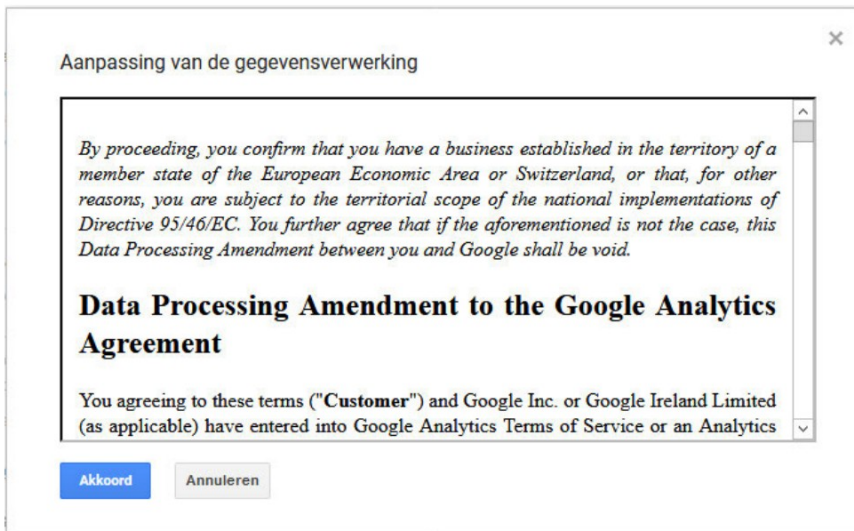 Aanpassing van de gegevensverwerking
By proceeding, you confirm that you have a business established in the territory of a
member state of the European Economic Area or Switzerland, or that, for other
reasons, you are subject to the territorial scope of the national implementations of
Directive 95/46/EC. You further agree that if the aforementioned is not the case, this
Data Processing Amendment between you and Google shall be void.
Data Processing Amendment to the Google Analytics
Agreement
You agreeing to these terms ("Customer") and Google Inc. or Google Ireland Limited
(as applicable) have entered into Google Analytics Terms of Service or an Analytics
Akkoord
Annuleren